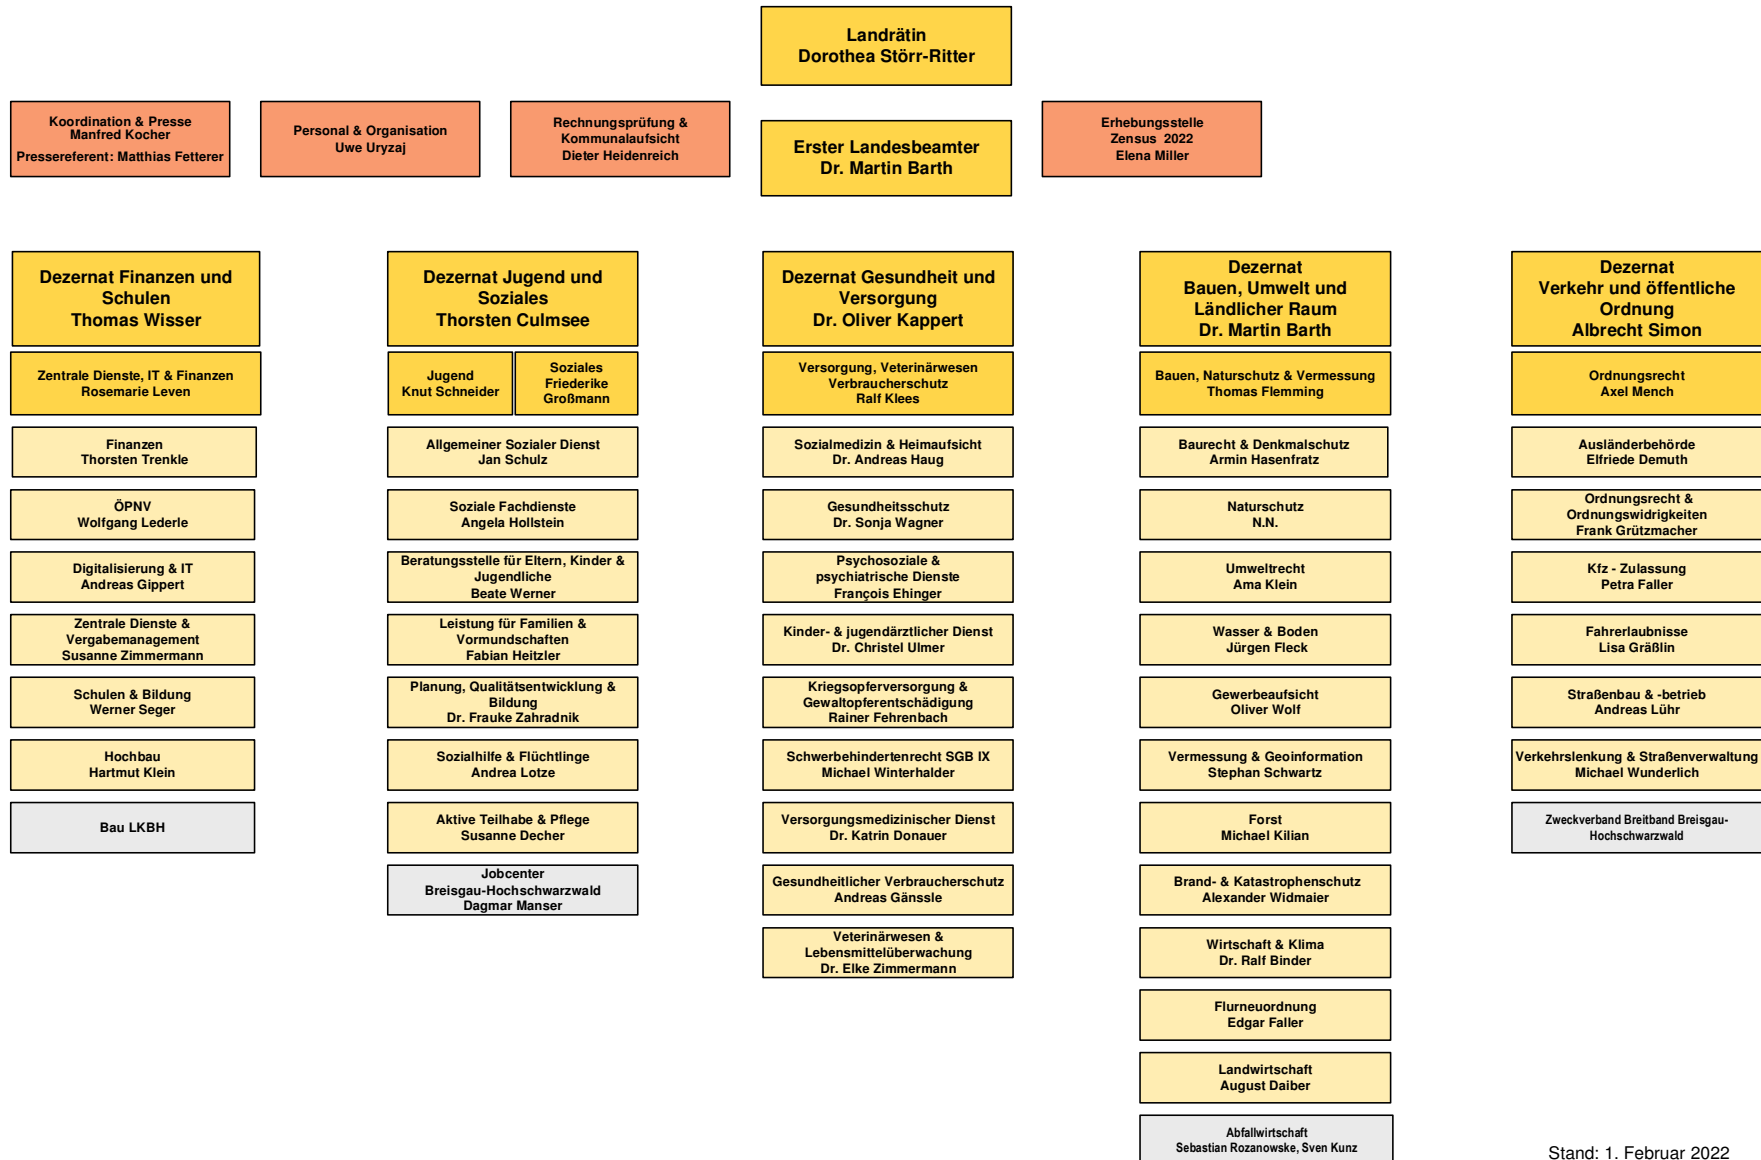 Landrätin
Dorothea Störr-Ritter
Koordination & Presse
Manfred Kocher
Pressereferent: Matthias Fetterer
Personal & Organisation
Uwe Uryzaj
Rechnungsprüfung &
Kommunalaufsicht
Dieter Heidenreich
Erster Landesbeamter
Dr. Martin Barth
Erhebungsstelle
Zensus 2022
Elena Miller
Dezernat Finanzen und
Schulen
Thomas Wisser
Zentrale Dienste, IT & Finanzen
Rosemarie Leven
Finanzen
Thorsten Trenkle
ÖPNV
Wolfgang Lederle
Digitalisierung & IT
Andreas Gippert
Zentrale Dienste &
Vergabemanagement
Susanne Zimmermann
Schulen & Bildung
Werner Seger
Hochbau
Hartmut Klein
Bau LKBH
Dezernat Jugend und
Soziales
Thorsten Culmsee
Jugend
Knut Schneider
Soziales
Friederike
Großmann
Allgemeiner Sozialer Dienst
Jan Schulz
Soziale Fachdienste
Angela Hollstein
Beratungsstelle für Eltern, Kinder &
Jugendliche
Beate Werner
Leistung für Familien &
Vormundschaften
Fabian Heitzler
Planung, Qualitätsentwicklung &
Bildung
Dr. Frauke Zahradnik
Sozialhilfe & Flüchtlinge
Andrea Lotze
Aktive Teilhabe & Pflege
Susanne Decher
Jobcenter
Breisgau-Hochschwarzwald
Dagmar Manser
Dezernat Gesundheit und
Versorgung
Dr. Oliver Kappert
Versorgung, Veterinärwesen
Verbraucherschutz
Ralf Klees
Sozialmedizin & Heimaufsicht
Dr. Andreas Haug
Gesundheitsschutz
Dr. Sonja Wagner
Psychosoziale &
psychiatrische Dienste
François Ehinger
Kinder- & jugendärztlicher Dienst
Dr. Christel Ulmer
Kriegsopferversorgung &
Gewaltopferentschädigung
Rainer Fehrenbach
Schwerbehindertenrecht SGB IX
Michael Winterhalder
Versorgungsmedizinischer Dienst
Dr. Katrin Donauer
Gesundheitlicher Verbraucherschutz
Andreas Gänssle
Veterinärwesen &
Lebensmittelüberwachung
Dr. Elke Zimmermann
Dezernat
Bauen, Umwelt und
Ländlicher Raum
Dr. Martin Barth
Bauen, Naturschutz & Vermessung
Thomas Flemming
Baurecht & Denkmalschutz
Armin Hasenfratz
Naturschutz
N.N.
Umweltrecht
Ama Klein
Wasser & Boden
Jürgen Fleck
Gewerbeaufsicht
Oliver Wolf
Vermessung & Geoinformation
Stephan Schwartz
Forst
Michael Kilian
Brand- & Katastrophenschutz
Alexander Widmaier
Wirtschaft & Klima
Dr. Ralf Binder
Flurneuordnung
Edgar Faller
Landwirtschaft
August Daiber
Abfallwirtschaft
Sebastian Rozanowske, Sven Kunz
Dezernat
Verkehr und öffentliche
Ordnung
Albrecht Simon
Ordnungsrecht
Axel Mench
Ausländerbehörde
Elfriede Demuth
Ordnungsrecht &
Ordnungswidrigkeiten
Frank Grützmacher
Kfz - Zulassung
Petra Faller
Fahrerlaubnisse
Lisa Gräßlin
Straßenbau & -betrieb
Andreas Lühr
Verkehrslenkung & Straßenverwaltung
Michael Wunderlich
Zweckverband Breitband Breisgau-
Hochschwarzwald
Stand: 1. Februar 2022